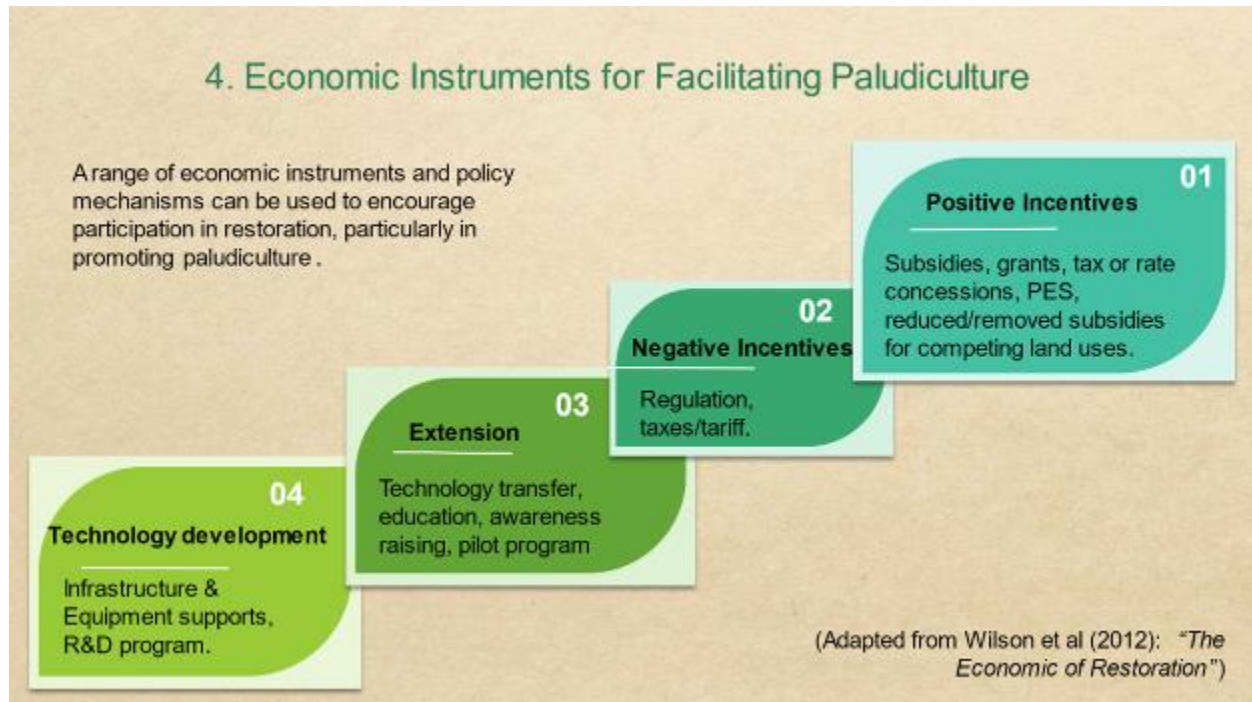 4. Economic Instruments for Facilitating Paludiculture
A range of economic instruments and policy
mechanisms can be used to encourage
participation in restoration, particularly in
promoting paludiculture .
01
Positive Incentives
Subsidies, grants, tax or rate
concessions, PES,
reduced/removed subsidies
for competing land uses.
02
Negative Incentives
Regulation,
taxes/tariff.
03
Extension
Technology transfer,
education, awareness
raising, pilot program
04
Technology development
Infrastructure &
Equipment supports,
R&D program.
(Adapted from Wilson et al (2012): “The
Economic of Restoration”)